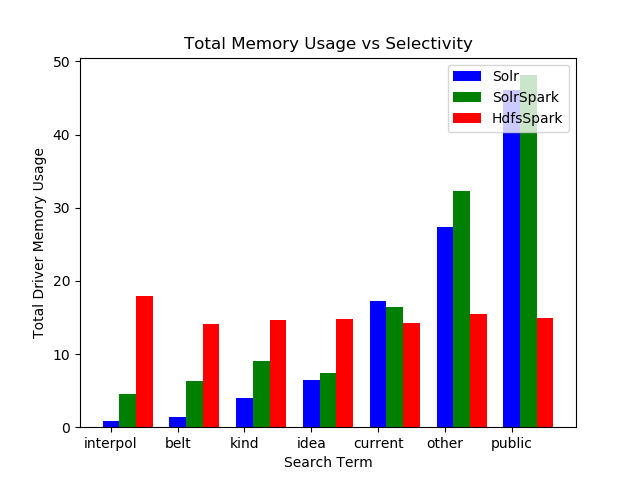 Total Memory Usage vs Selectivity
Total Driver Memory Usage
50
40
30
20
10
0
Solr
SolrSpark
HdfsSpark
interpol belt kind idea current other public
Search Term